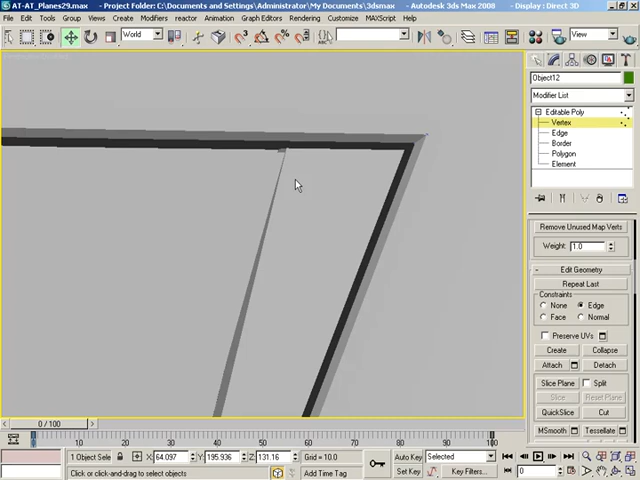 AT-AT_Planes29.max - Project Folder: C:\Documents and Settings\Administrator\My Documents\3dsmax - Autodesk 3ds Max 2008 - Display : Direct 3D
File Edit Tools Group Views Create Modifiers reactor Animation Graph Editors Rendering Customize MAXScript Help
World View
Object12
Modifier List
Editable Poly
Vertex
Edge
Border
Polygon
Element
Remove Unused Map Verts
Weight: 1.0
- Edit Geometry
Repeat Last
Constraints
None Edge
Face Normal
Preserve UVs
Create Collapse
Attach Detach
Slice Plane Split
Slice Reset Plane
QuickSlice Cut
MSmooth Tessellate
0 / 100
0 10 20 30 40 50 60 70 80 90 100
1 Object Sele X: 64.097 Y: 195.936 Z: 131.16 Grid = 10.0 Auto Key Selected
Click or click-and-drag to select objects Add Time Tag Set Key Key Filters... 0